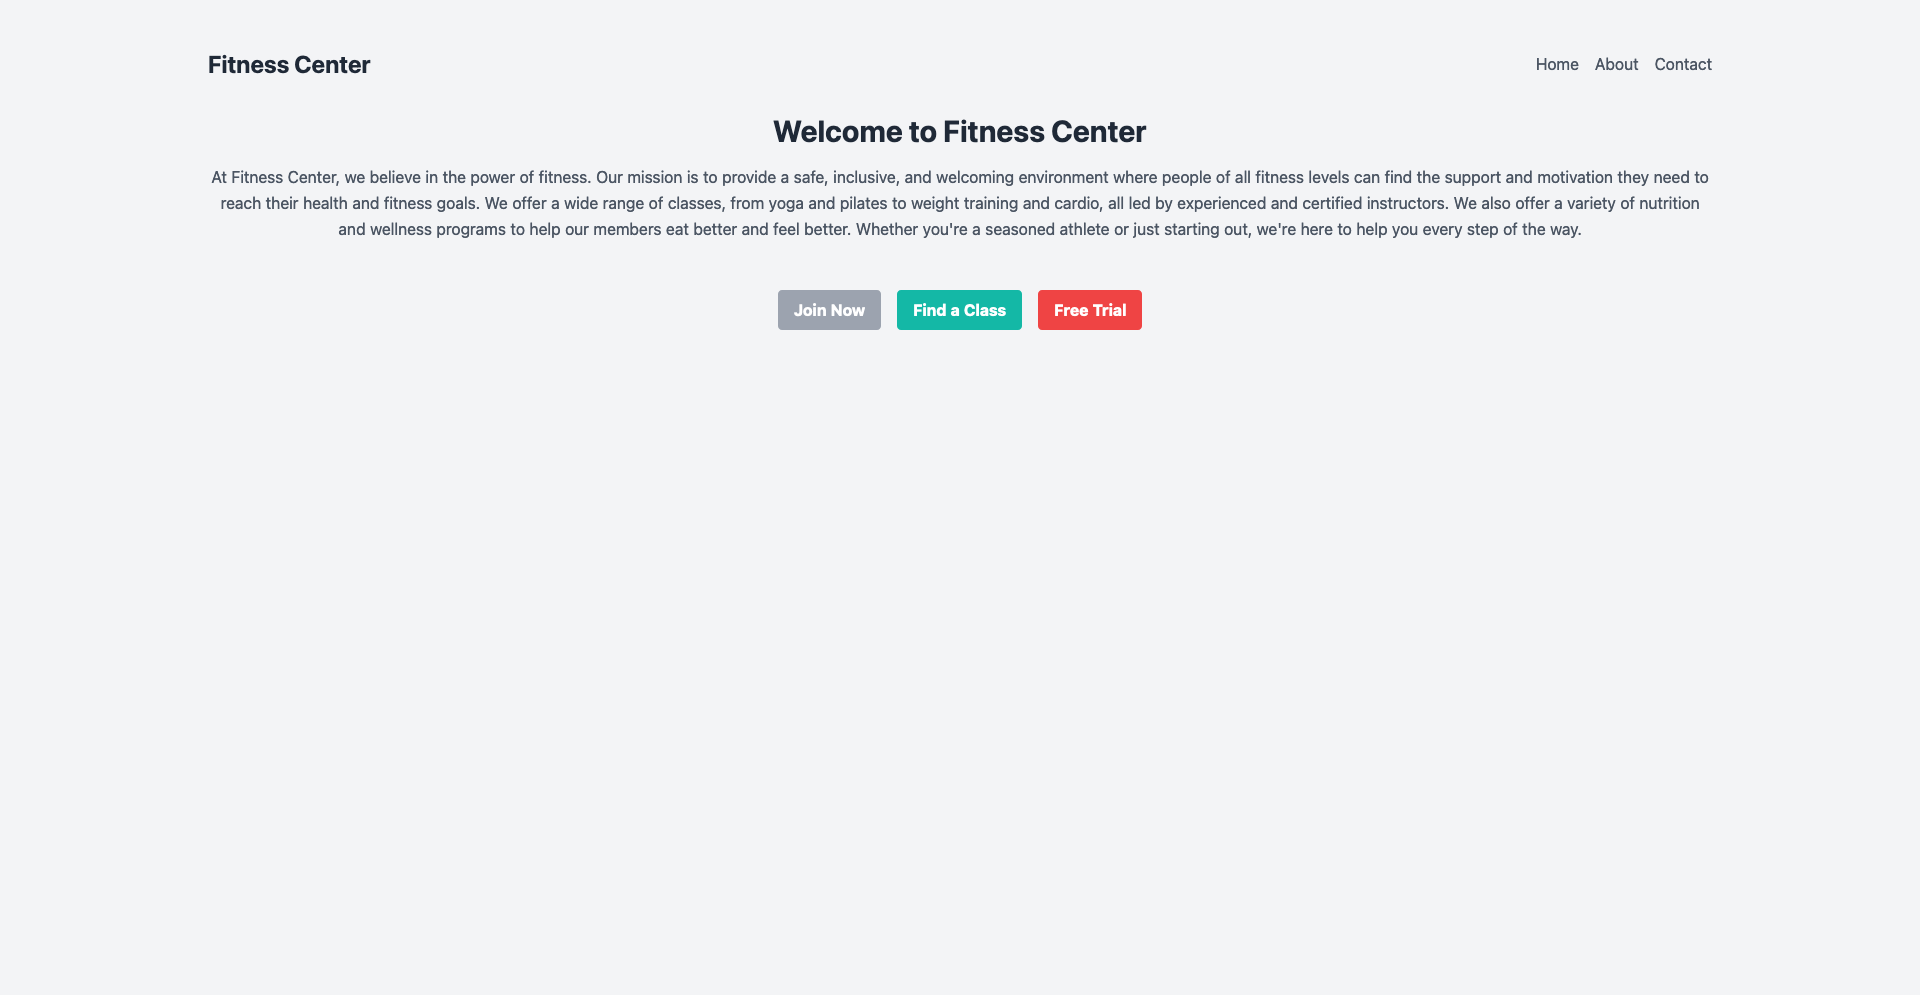 Fitness Center
Home About Contact
Welcome to Fitness Center
At Fitness Center, we believe in the power of fitness. Our mission is to provide a safe, inclusive, and welcoming environment where people of all fitness levels can find the support and motivation they need to
reach their health and fitness goals. We offer a wide range of classes, from yoga and pilates to weight training and cardio, all led by experienced and certified instructors. We also offer a variety of nutrition
and wellness programs to help our members eat better and feel better. Whether you're a seasoned athlete or just starting out, we're here to help you every step of the way.
Join Now Find a Class Free Trial